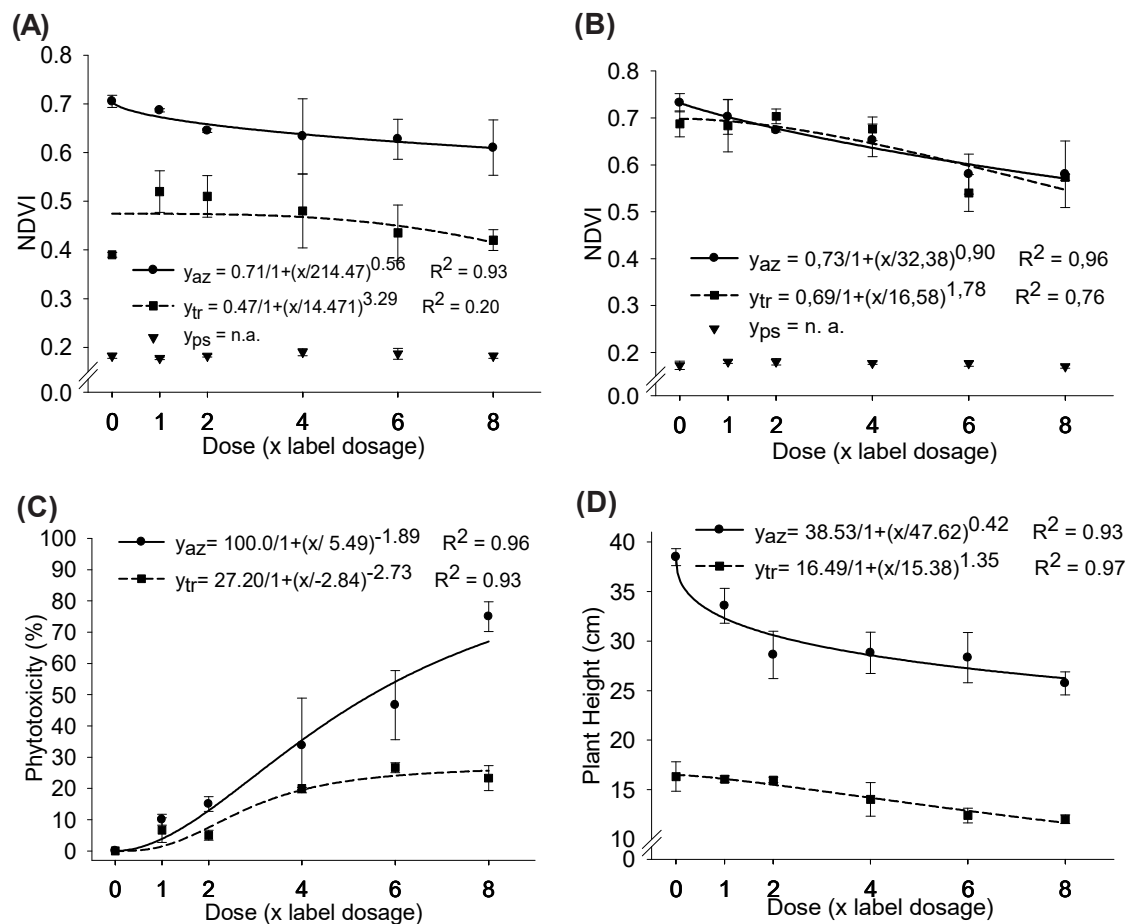 (A)
0.8
0.7
0.6
0.5
0.4
0.3
0.2
0.0
NDVI
y_az = 0.71/1+(x/214.47)^0.56 R^2 = 0.93
y_tr = 0.47/1+(x/14.471)^3.29 R^2 = 0.20
y_ps = n.a.
0 1 2 4 6 8
Dose (x label dosage)
(B)
0.8
0.7
0.6
0.5
0.4
0.3
0.2
0.0
NDVI
y_az = 0,73/1+(x/32,38)^0,90 R^2 = 0,96
y_tr = 0,69/1+(x/16,58)^1,78 R^2 = 0,76
y_ps = n. a.
0 1 2 4 6 8
Dose (x label dosage)
(C)
100
90
80
70
60
50
40
30
20
10
0
Phytotoxicity (%)
y_az= 100.0/1+(x/ 5.49)^-1.89 R^2 = 0.96
y_tr= 27.20/1+(x/-2.84)^-2.73 R^2 = 0.93
0 1 2 4 6 8
Dose (x label dosage)
(D)
40
35
30
25
20
15
10
0
Plant Height (cm)
y_az= 38.53/1+(x/47.62)^0.42 R^2 = 0.93
y_tr= 16.49/1+(x/15.38)^1.35 R^2 = 0.97
0 1 2 4 6 8
Dose (x label dosage)